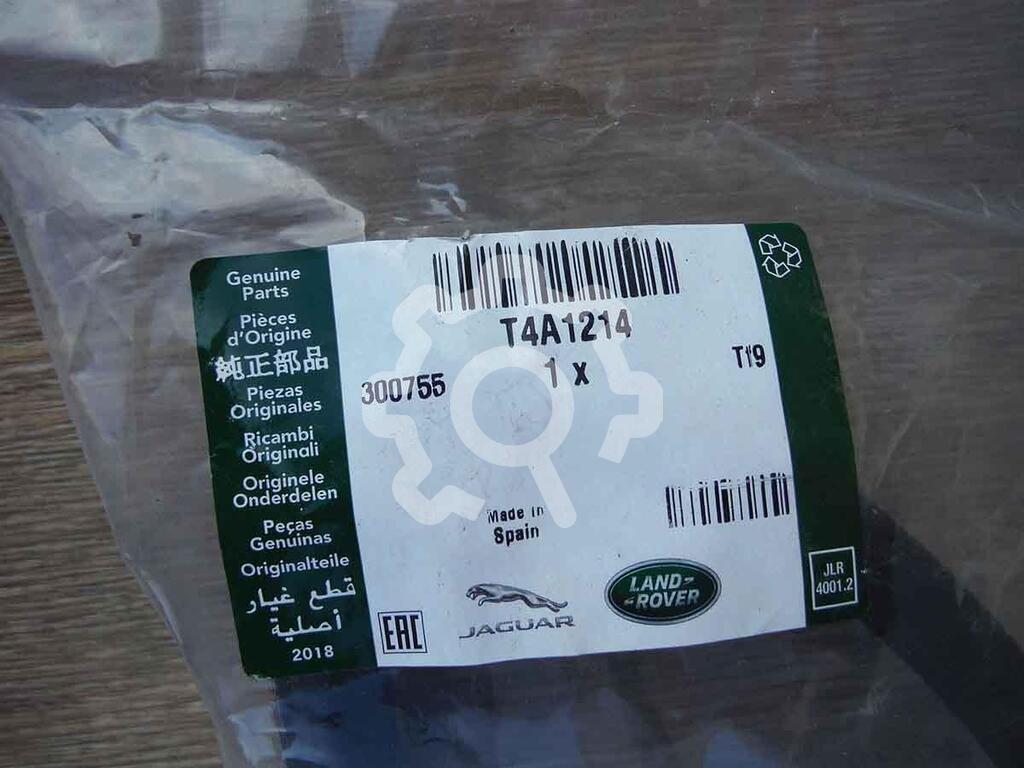 Genuine
Parts
Pièces
d'Origine
純正部品
Piezas
Originales
Ricambi
Originali
Originele
Onderdelen
Peças
Genuinas
Originalteile
قطع غيار
أصلية
2018
T4A1214
300755
1 x
T19
Made in
Spain
EAC
JAGUAR
LAND-
-ROVER
JLR
4001.2